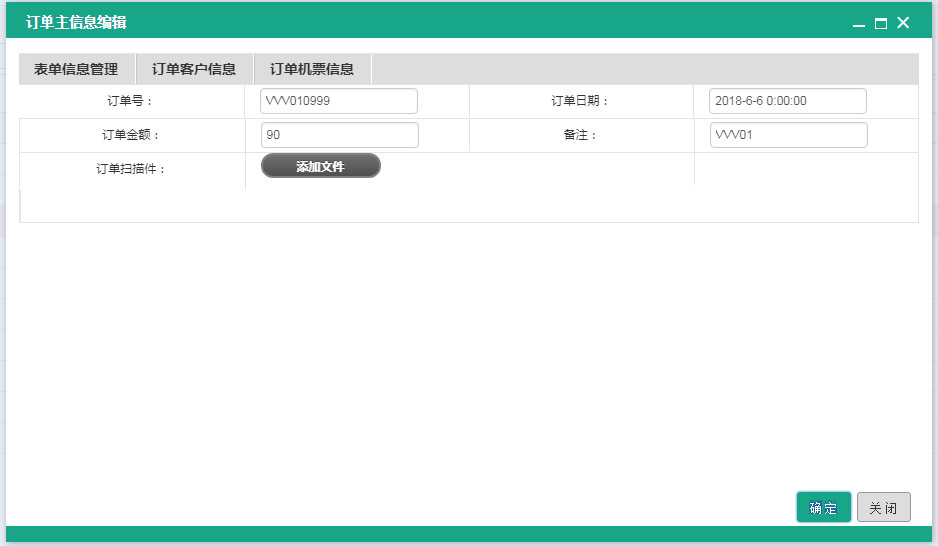 订单主信息编辑
表单信息管理 订单客户信息 订单机票信息
订单号： VVV010999 订单日期： 2018-6-6 0:00:00
订单金额： 90 备注： VVV01
订单扫描件： 添加文件
确定 关闭